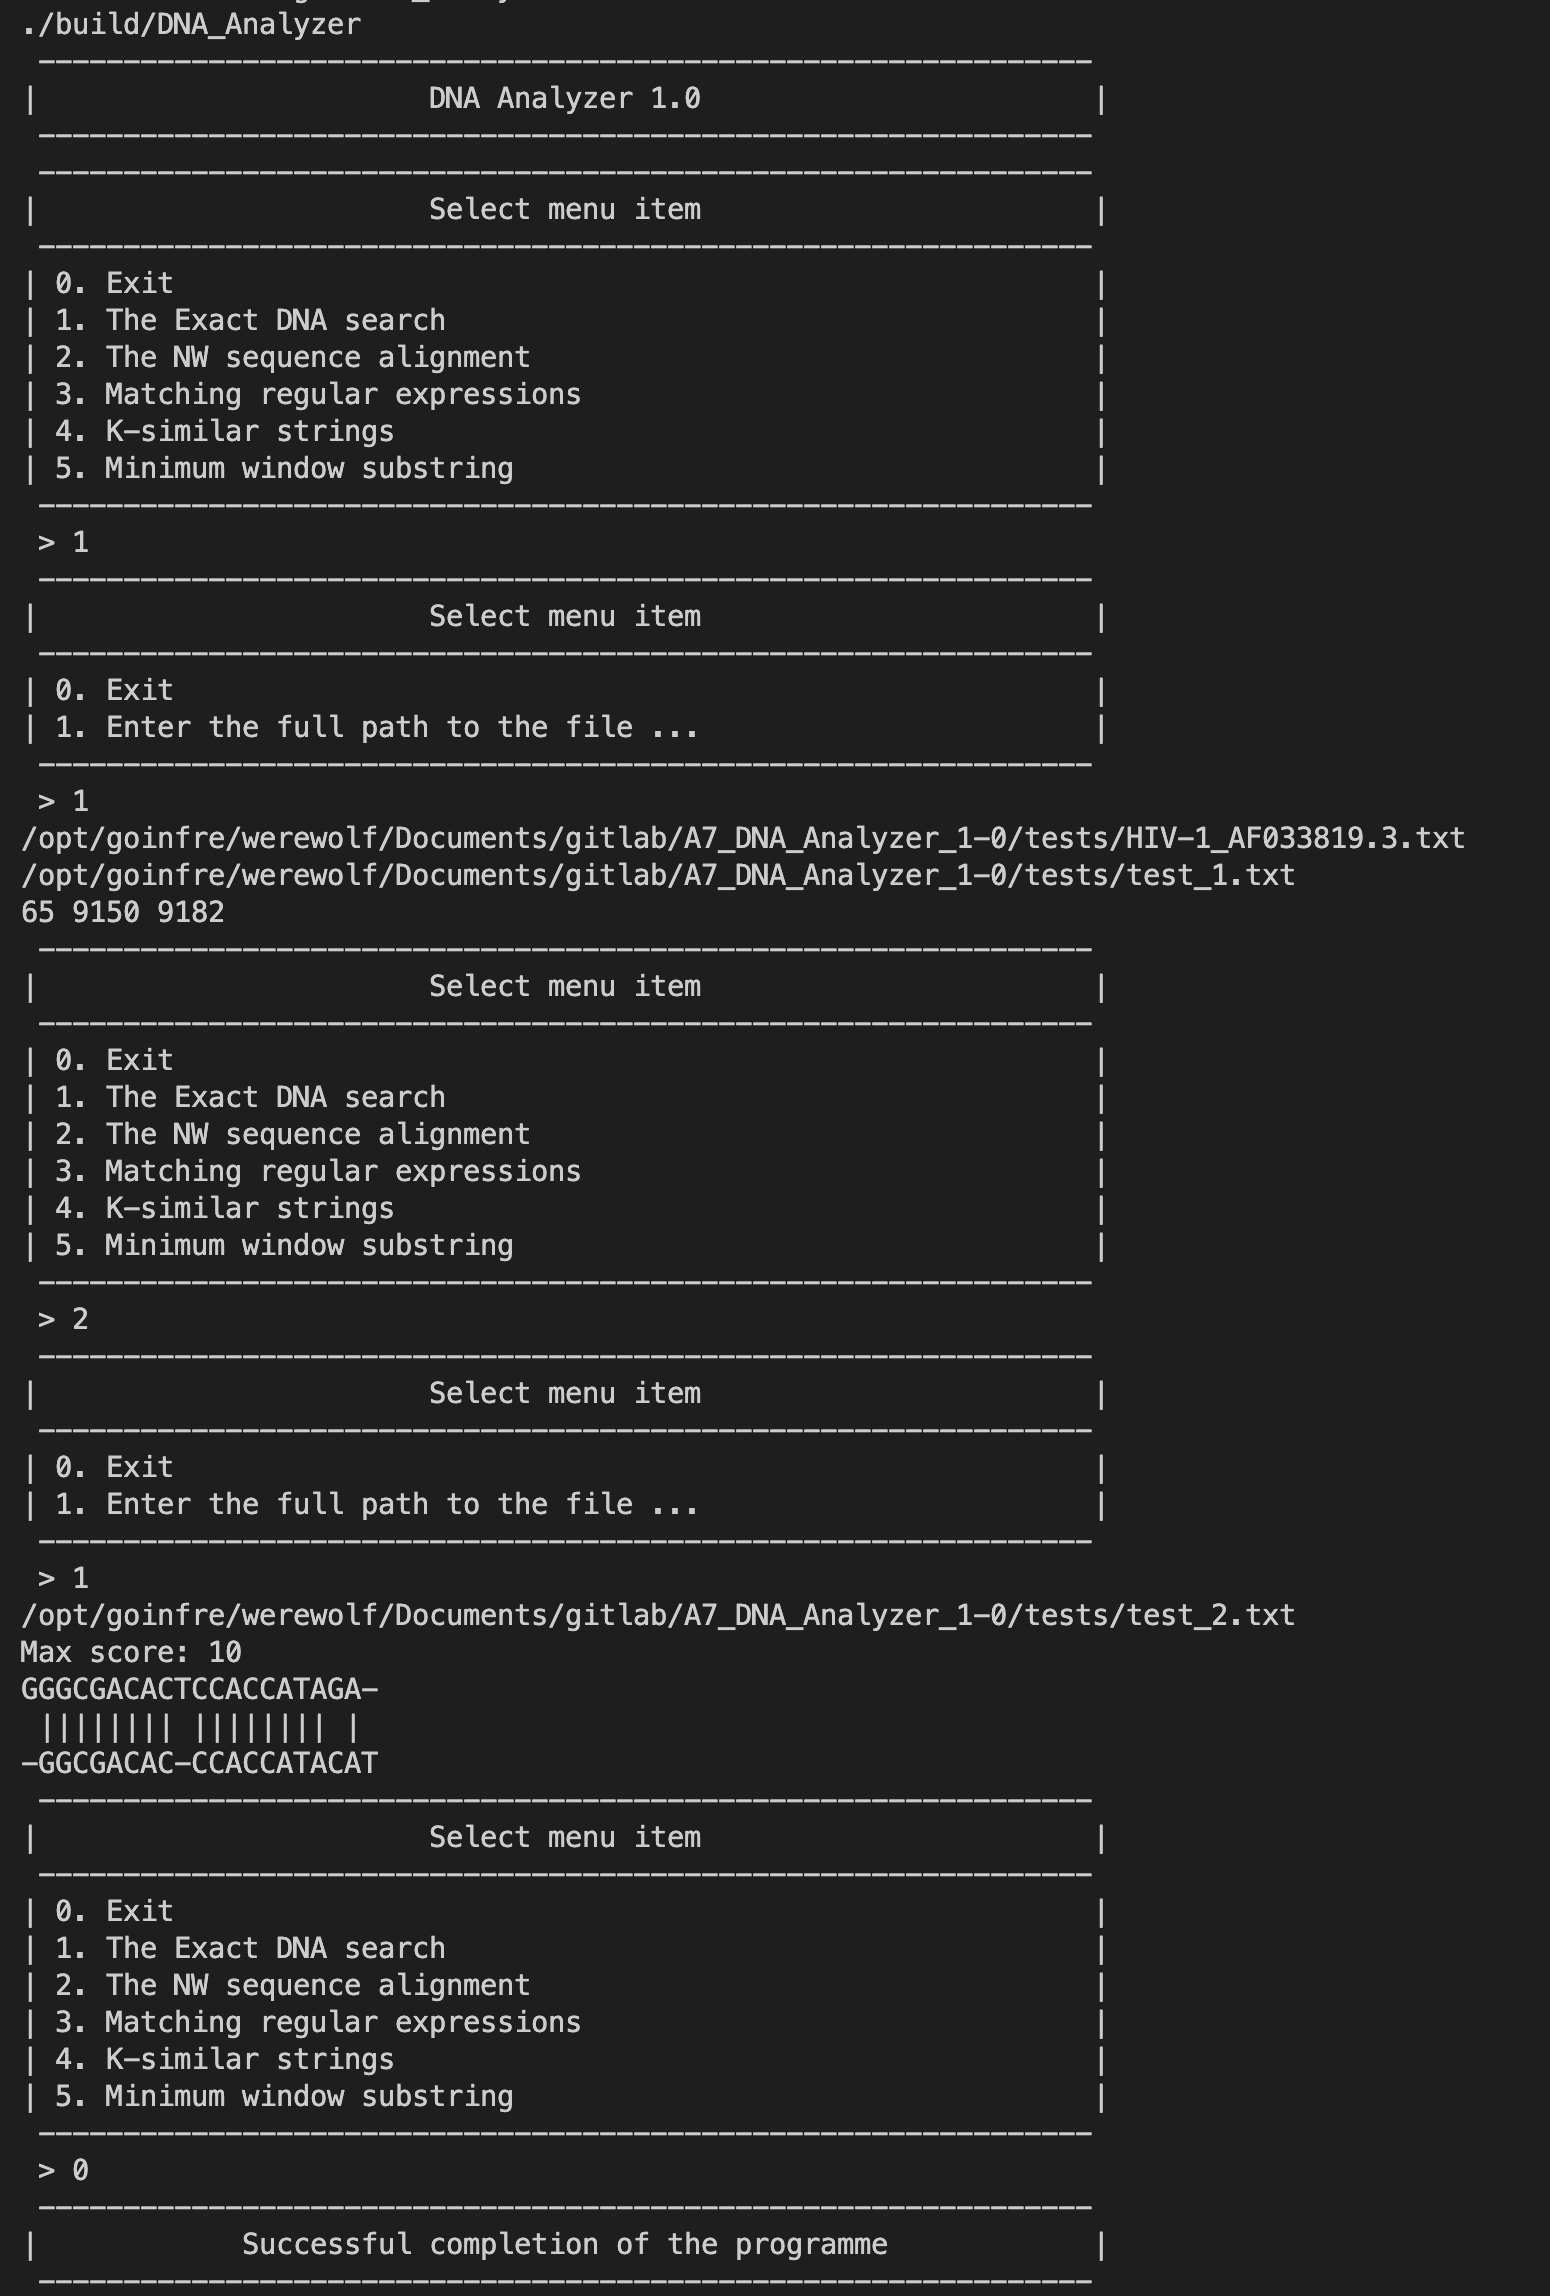 ./build/DNA_Analyzer
--------------------------------------------------------------
|                       DNA Analyzer 1.0                       |
--------------------------------------------------------------
--------------------------------------------------------------
|                       Select menu item                       |
--------------------------------------------------------------
| 0. Exit                                                      |
| 1. The Exact DNA search                                      |
| 2. The NW sequence alignment                                 |
| 3. Matching regular expressions                              |
| 4. K-similar strings                                         |
| 5. Minimum window substring                                  |
--------------------------------------------------------------
> 1
--------------------------------------------------------------
|                       Select menu item                       |
--------------------------------------------------------------
| 0. Exit                                                      |
| 1. Enter the full path to the file ...                       |
--------------------------------------------------------------
> 1
/opt/goinfre/werewolf/Documents/gitlab/A7_DNA_Analyzer_1-0/tests/HIV-1_AF033819.3.txt
/opt/goinfre/werewolf/Documents/gitlab/A7_DNA_Analyzer_1-0/tests/test_1.txt
65 9150 9182
--------------------------------------------------------------
|                       Select menu item                       |
--------------------------------------------------------------
| 0. Exit                                                      |
| 1. The Exact DNA search                                      |
| 2. The NW sequence alignment                                 |
| 3. Matching regular expressions                              |
| 4. K-similar strings                                         |
| 5. Minimum window substring                                  |
--------------------------------------------------------------
> 2
--------------------------------------------------------------
|                       Select menu item                       |
--------------------------------------------------------------
| 0. Exit                                                      |
| 1. Enter the full path to the file ...                       |
--------------------------------------------------------------
> 1
/opt/goinfre/werewolf/Documents/gitlab/A7_DNA_Analyzer_1-0/tests/test_2.txt
Max score: 10
GGGCGACACTCCACCATAGA-
 |||||||| |||||||| |
-GGCGACAC-CCACCATACAT
--------------------------------------------------------------
|                       Select menu item                       |
--------------------------------------------------------------
| 0. Exit                                                      |
| 1. The Exact DNA search                                      |
| 2. The NW sequence alignment                                 |
| 3. Matching regular expressions                              |
| 4. K-similar strings                                         |
| 5. Minimum window substring                                  |
--------------------------------------------------------------
> 0
--------------------------------------------------------------
|            Successful completion of the programme            |
--------------------------------------------------------------